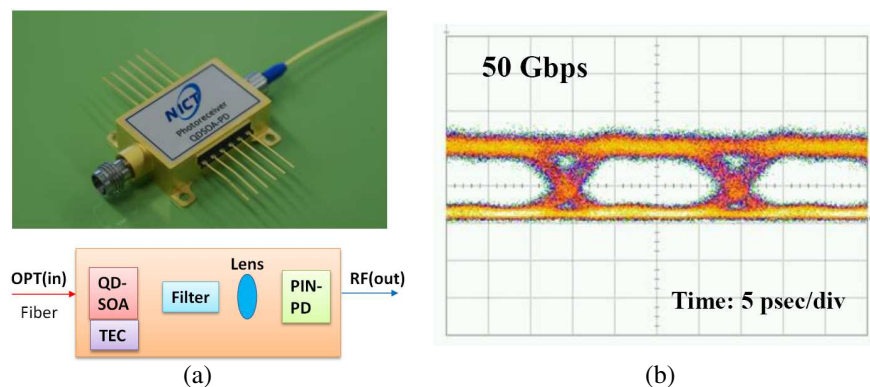 NICT
Photoreceiver
QDSOA-PD
OPT(in)
Fiber
QD-
SOA
TEC
Filter
Lens
PIN-
PD
RF(out)
(a)
50 Gbps
Time: 5 psec/div
(b)